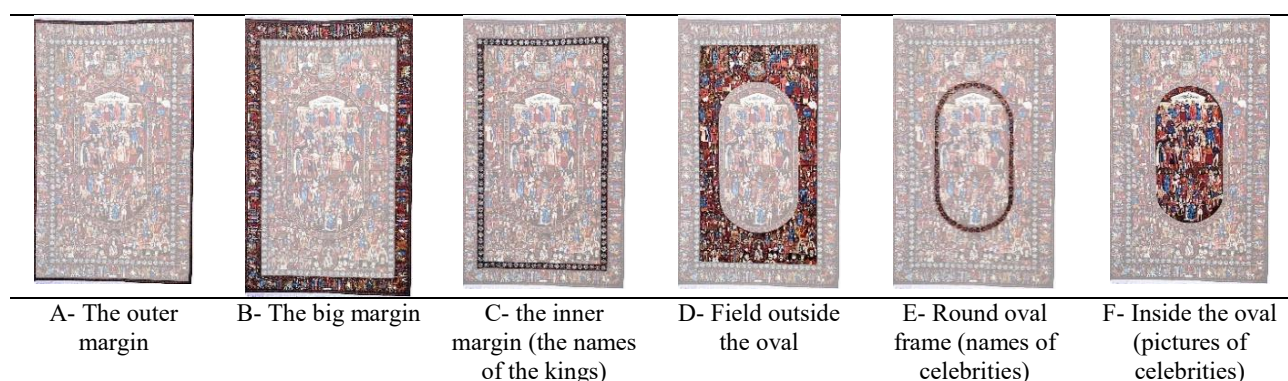 A- The outer
margin
B- The big margin
C- the inner
margin (the names
of the kings)
D- Field outside
the oval
E- Round oval
frame (names of
celebrities)
F- Inside the oval
(pictures of
celebrities)